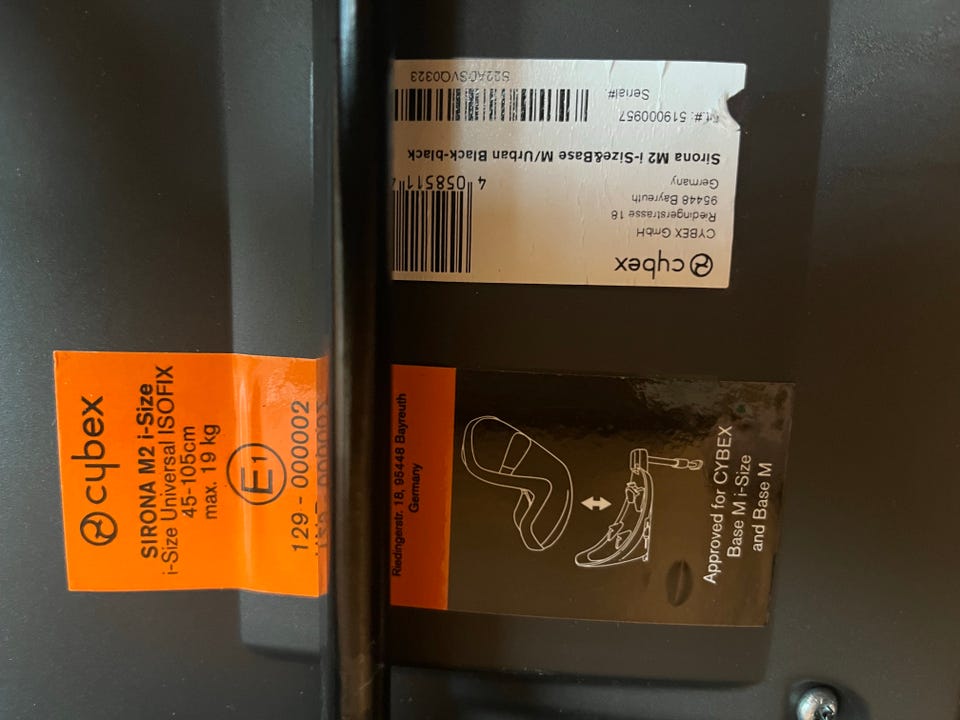 cybex
CYBEX GmbH
Riedingerstrasse 18
95448 Bayreuth
Germany
Sirona M2 i-Size&Base M/Urban Black-black
4 058511
#: 519000957
Serial#:
cybex
SIRONA M2 i-Size
i-Size Universal ISOFIX
45-105cm
max. 19 kg
E1
129 - 000002
Riedingerstr. 18, 95448 Bayreuth
Germany
Approved for CYBEX
Base M i-Size
and Base M